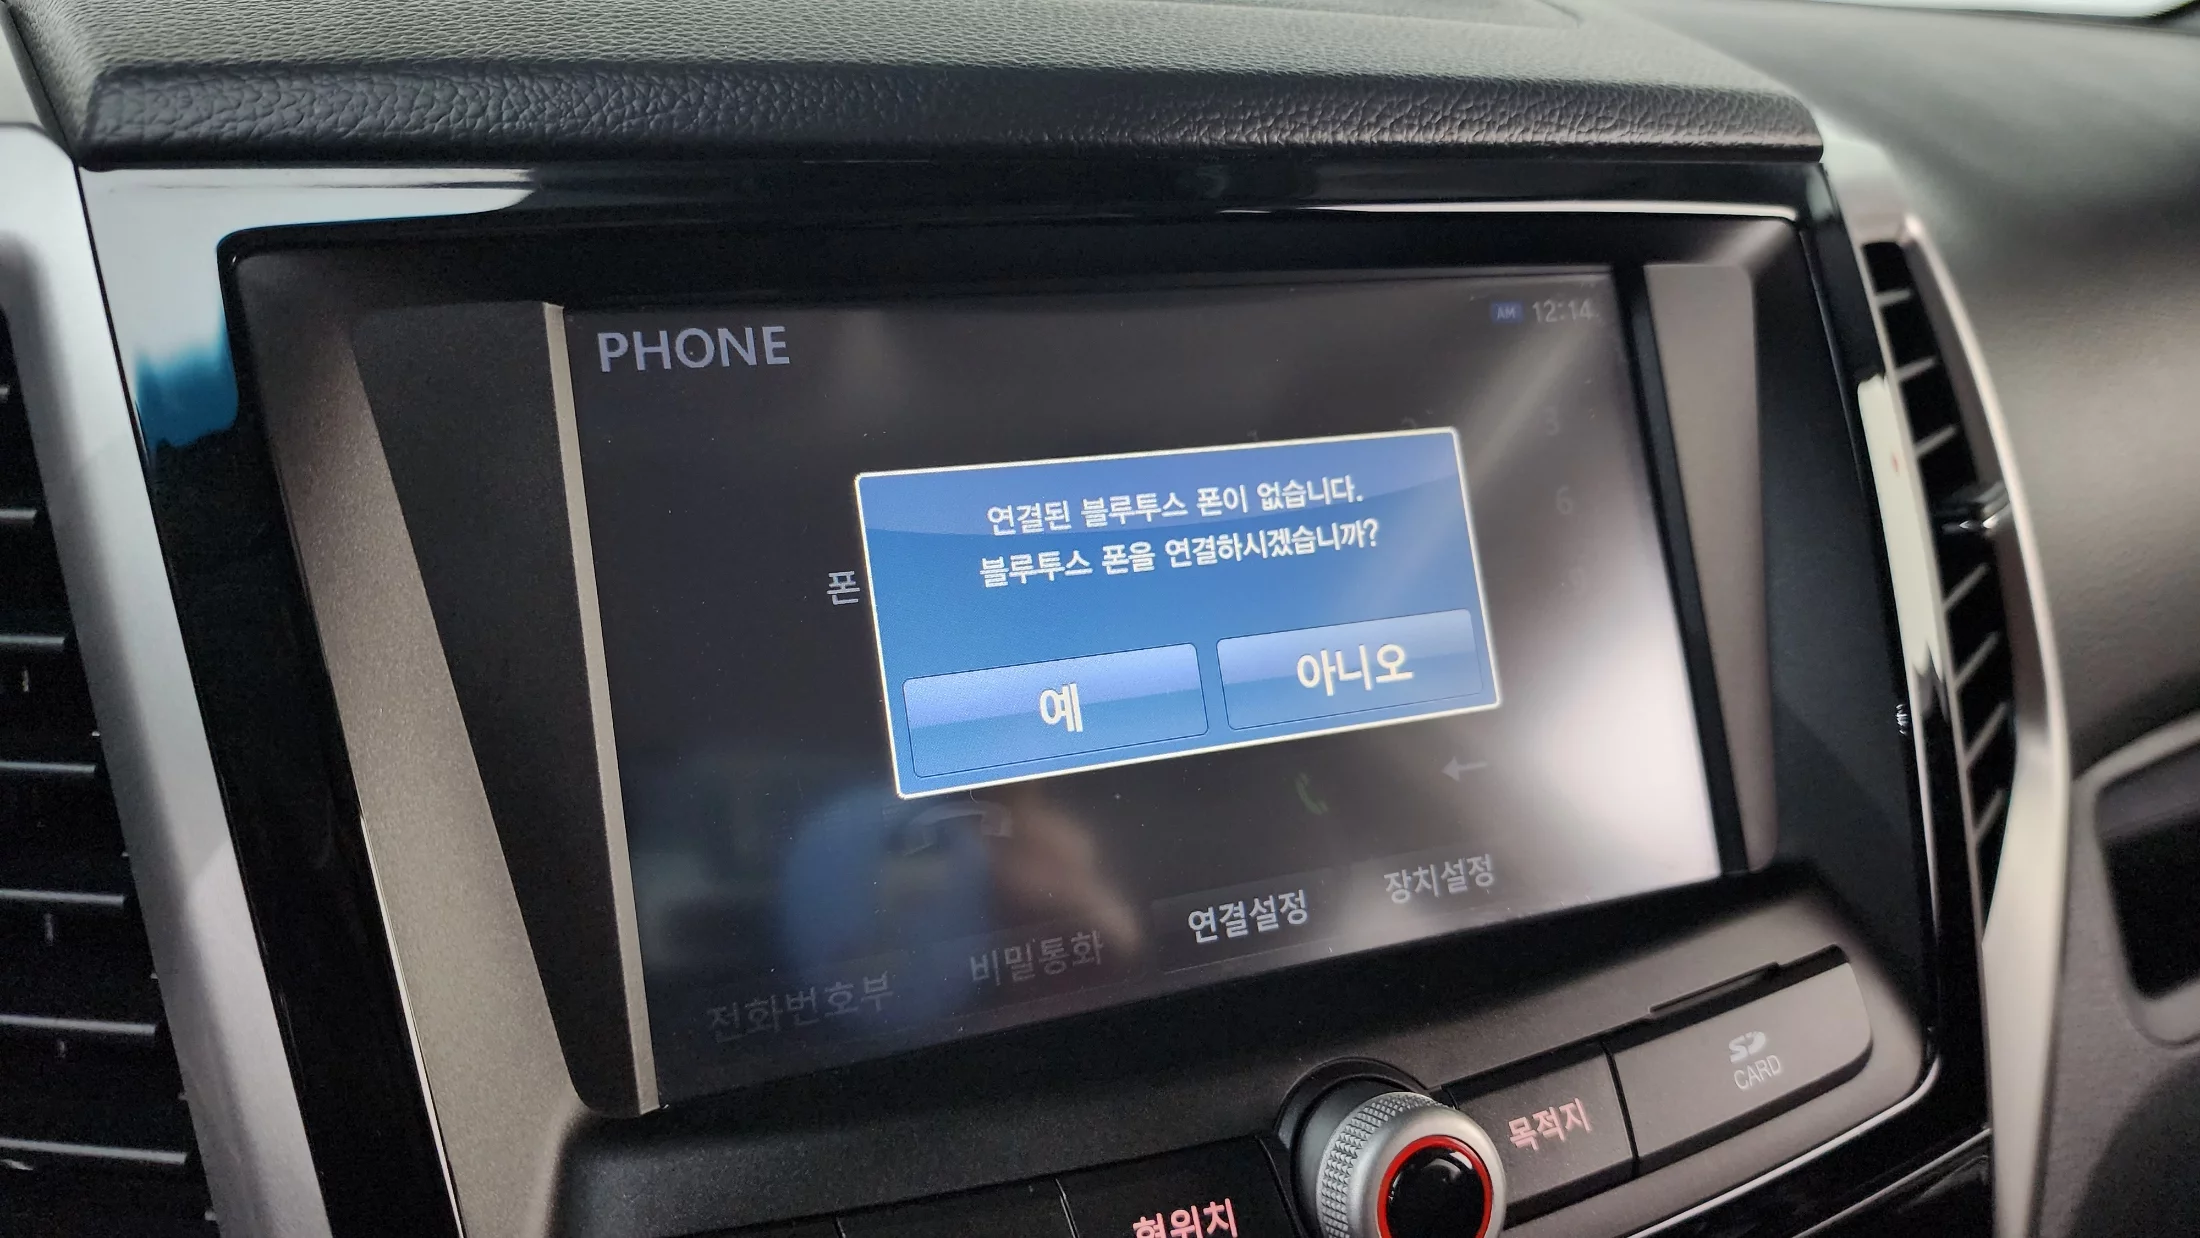 PHONE
AM 12:14
연결된 블루투스 폰이 없습니다.
블루투스 폰을 연결하시겠습니까?
폰
예
아니오
전화번호부
비밀통화
연결설정
장치설정
3
6
SD
CARD
목적지
현위치